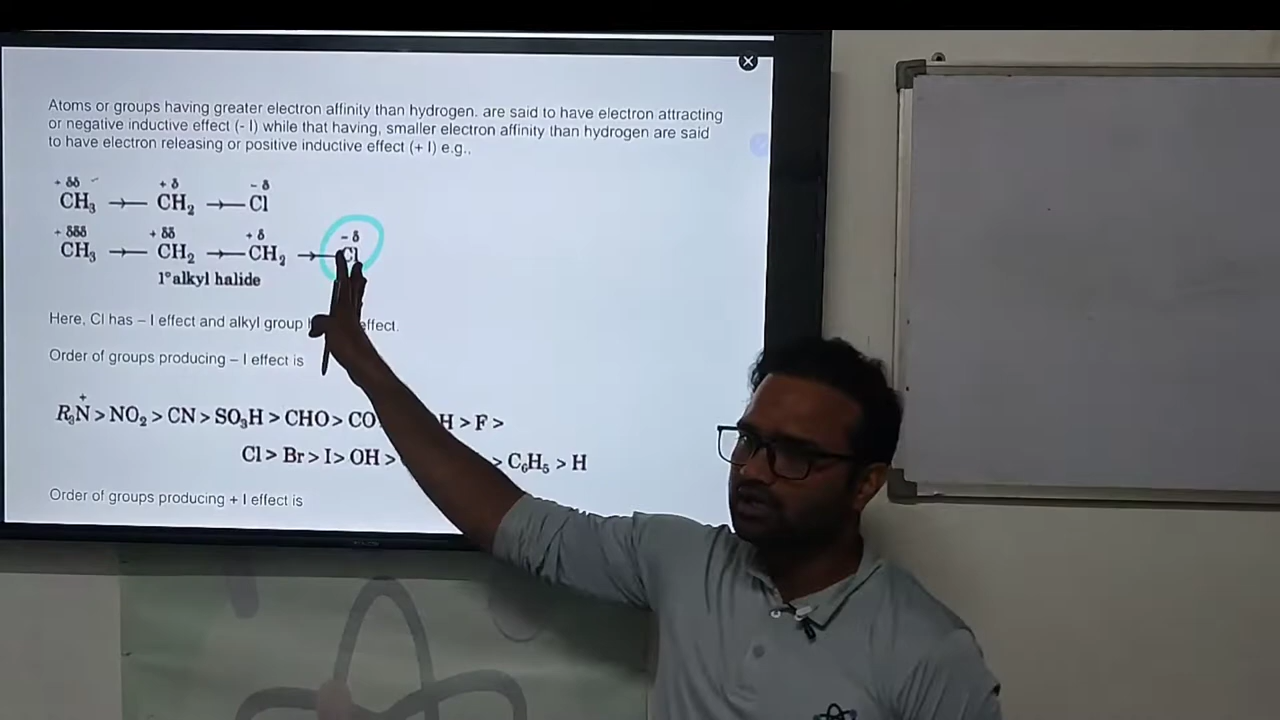 Atoms or groups having greater electron affinity than hydrogen. are said to have electron attracting
or negative inductive effect (- I) while that having, smaller electron affinity than hydrogen are said
to have electron releasing or positive inductive effect (+ I) e.g..
+ δδ + δ - δ
CH₃ →— CH₂ →— Cl
+ δδδ + δδ + δ - δ
CH₃ →— CH₂ →— CH₂ →— Cl
1° alkyl halide
Here, Cl has – I effect and alkyl group effect.
Order of groups producing – I effect is
R₃N⁺ > NO₂ > CN > SO₃H > CHO > CO H > F >
Cl > Br > I > OH > > C₆H₅ > H
Order of groups producing + I effect is